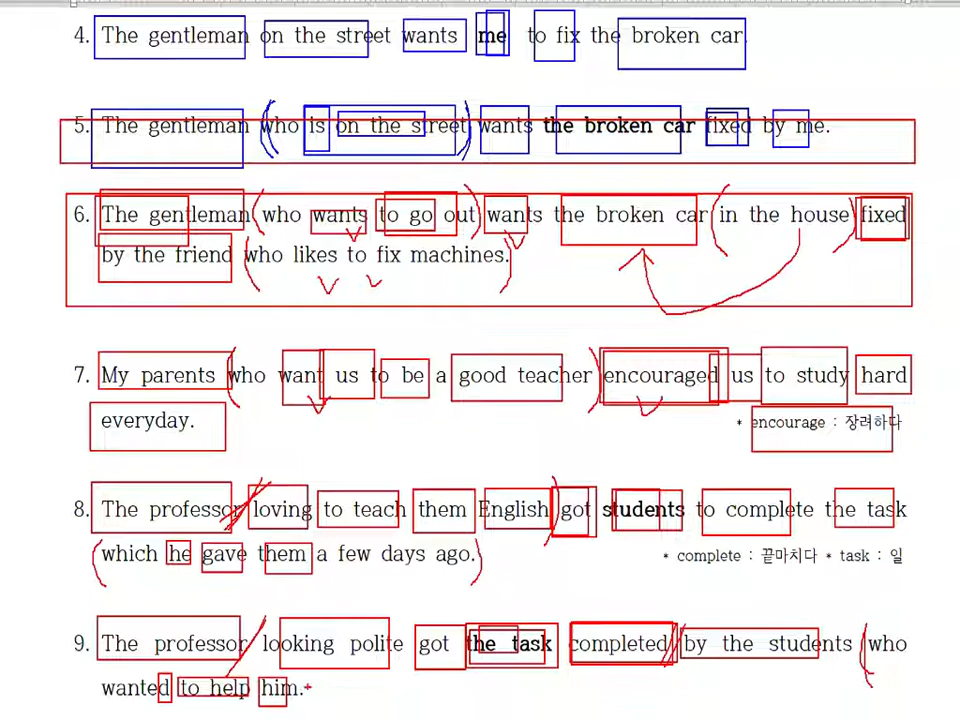 4. The gentleman on the street wants me to fix the broken car.
5. The gentleman who is on the street wants the broken car fixed by me.
6. The gentleman who wants to go out wants the broken car in the house fixed
by the friend who likes to fix machines.
7. My parents who want us to be a good teacher encouraged us to study hard
everyday.
* encourage : 장려하다
8. The professor loving to teach them English got students to complete the task
which he gave them a few days ago.
* complete : 끝마치다 * task : 일
9. The professor looking polite got the task completed by the students who
wanted to help him.